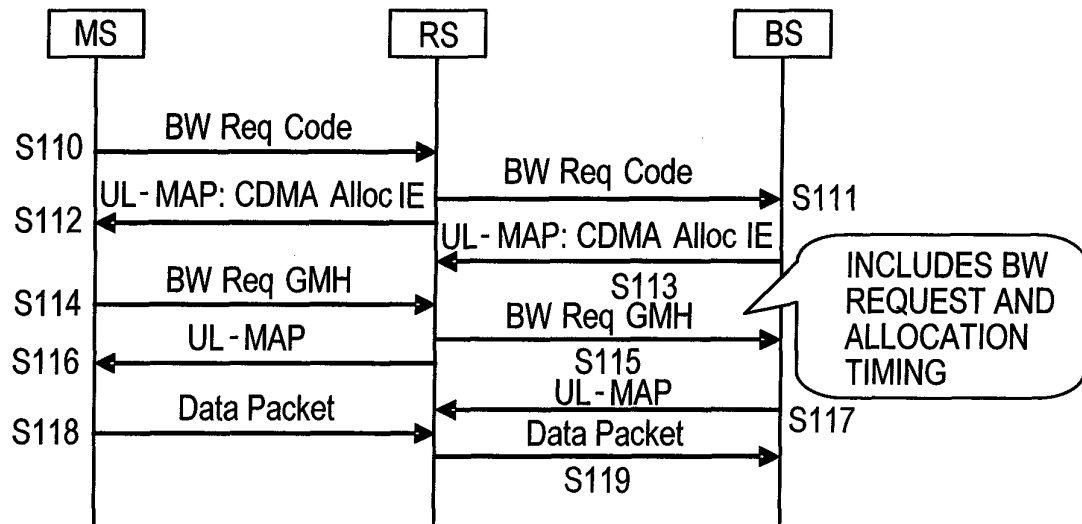 MS
RS
BS
BW Req Code
S110
BW Req Code
S111
UL-MAP: CDMA Alloc IE
S112
UL-MAP: CDMA Alloc IE
S113
INCLUDES BW
REQUEST AND
ALLOCATION
TIMING
BW Req GMH
S114
BW Req GMH
S115
UL-MAP
S116
UL-MAP
S117
Data Packet
S118
Data Packet
S119